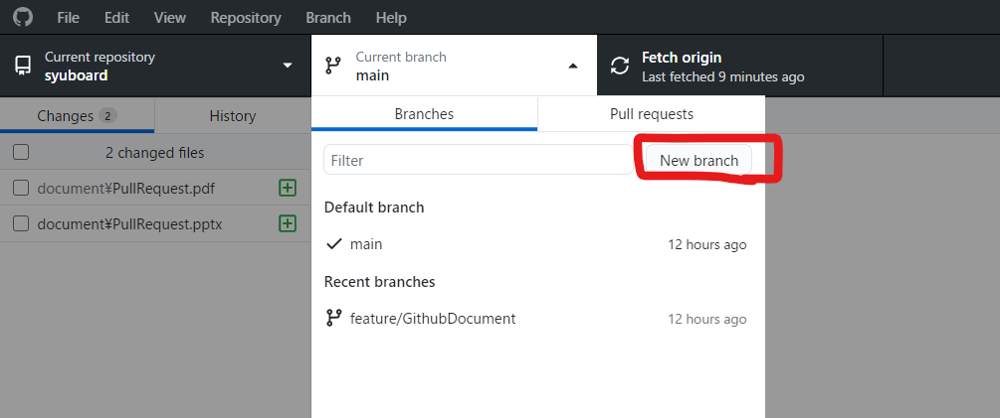 File Edit View Repository Branch Help
Current repository
syuboard
Current branch
main
Fetch origin
Last fetched 9 minutes ago
Changes 2
History
Branches
Pull requests
2 changed files
Filter
New branch
document¥PullRequest.pdf
document¥PullRequest.pptx
Default branch
main 12 hours ago
Recent branches
feature/GithubDocument 12 hours ago